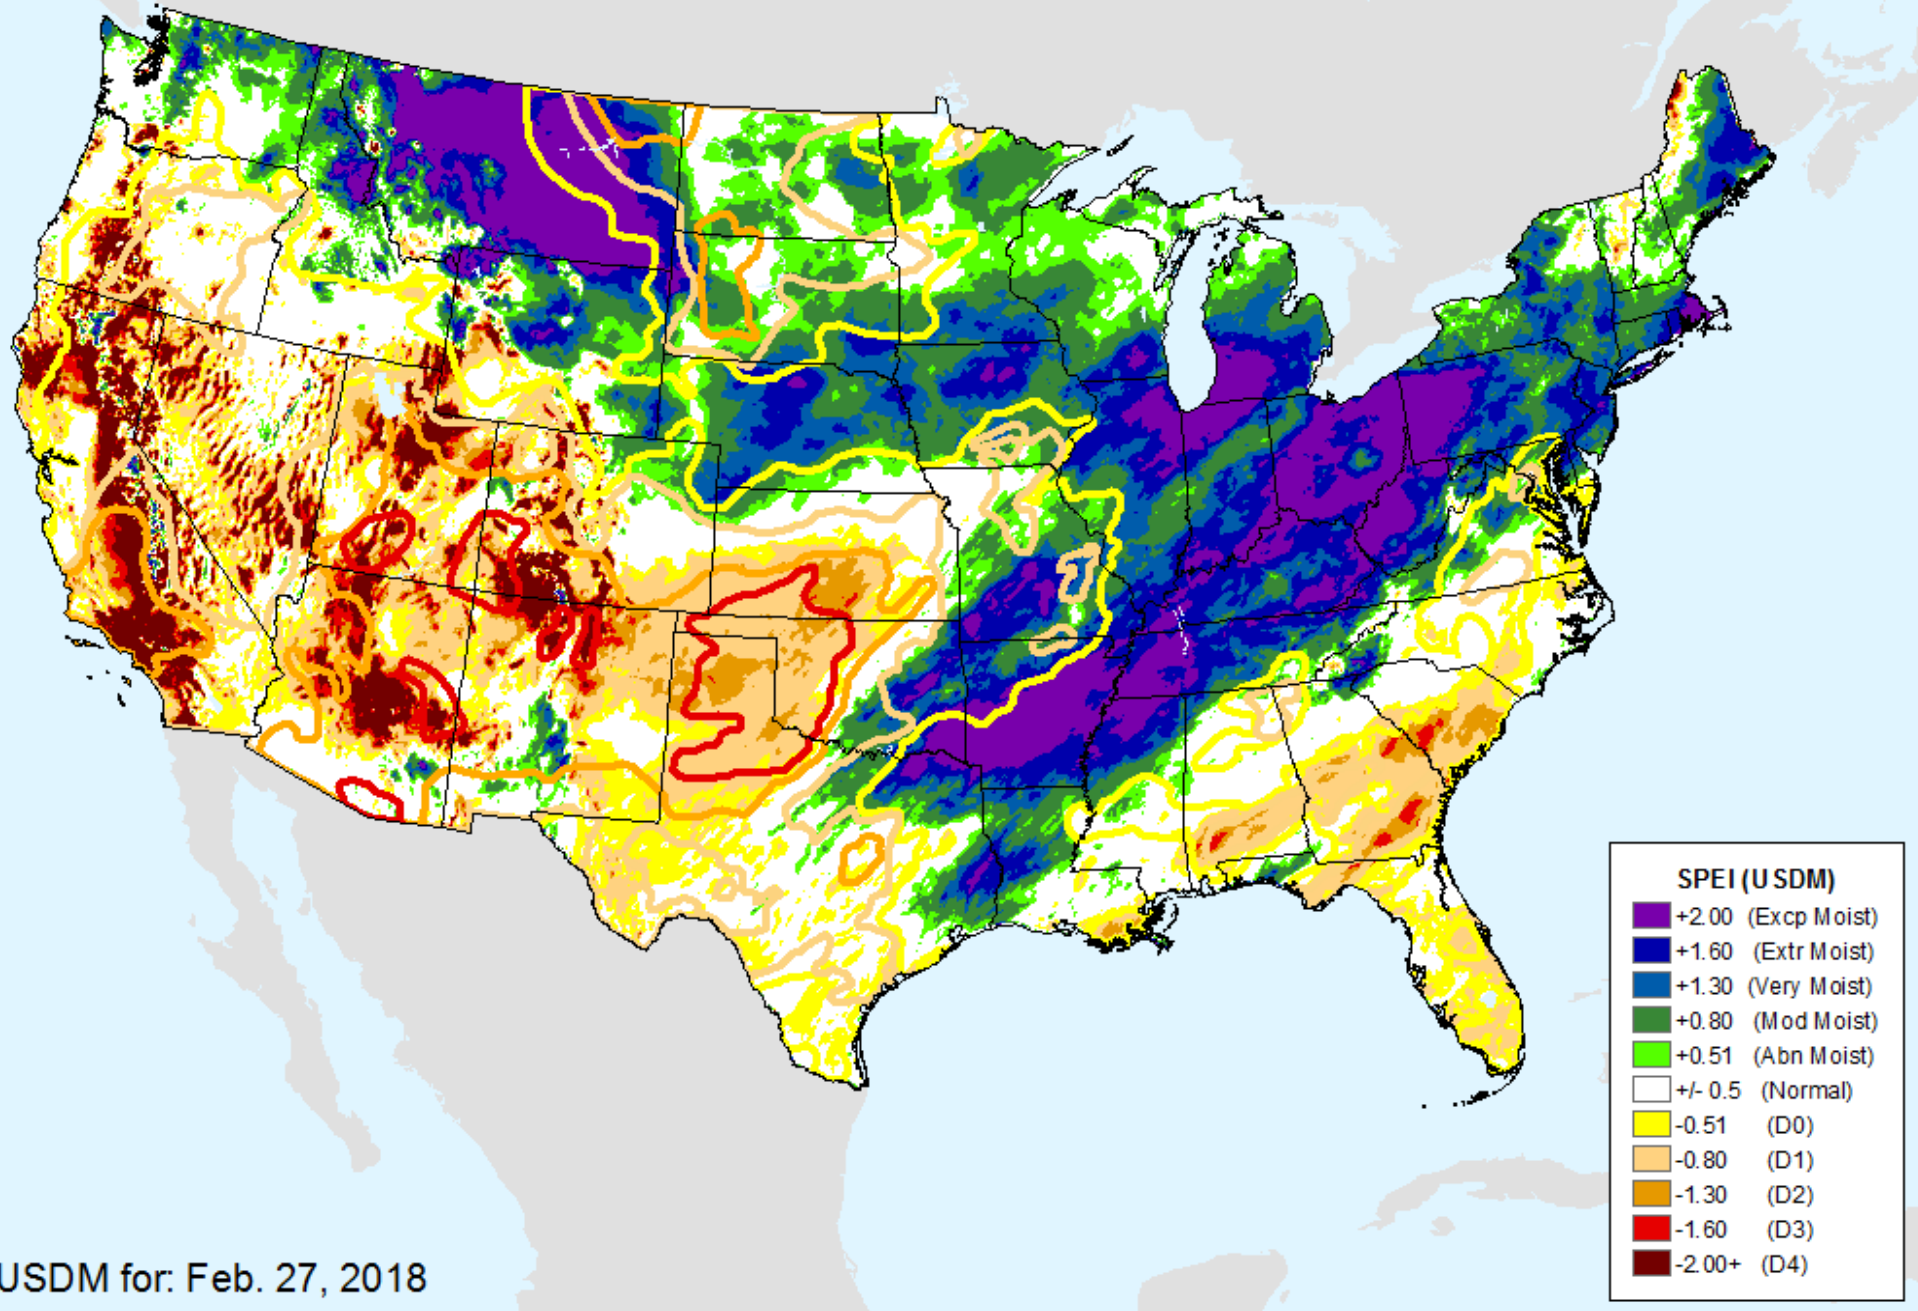 SPEI (USDM)
+2.00 (Excp Moist)
+1.60 (Extr Moist)
+1.30 (Very Moist)
+0.80 (Mod Moist)
+0.51 (Abn Moist)
+/- 0.5 (Normal)
-0.51 (D0)
-0.80 (D1)
-1.30 (D2)
-1.60 (D3)
-2.00+ (D4)
USDM for: Feb. 27, 2018